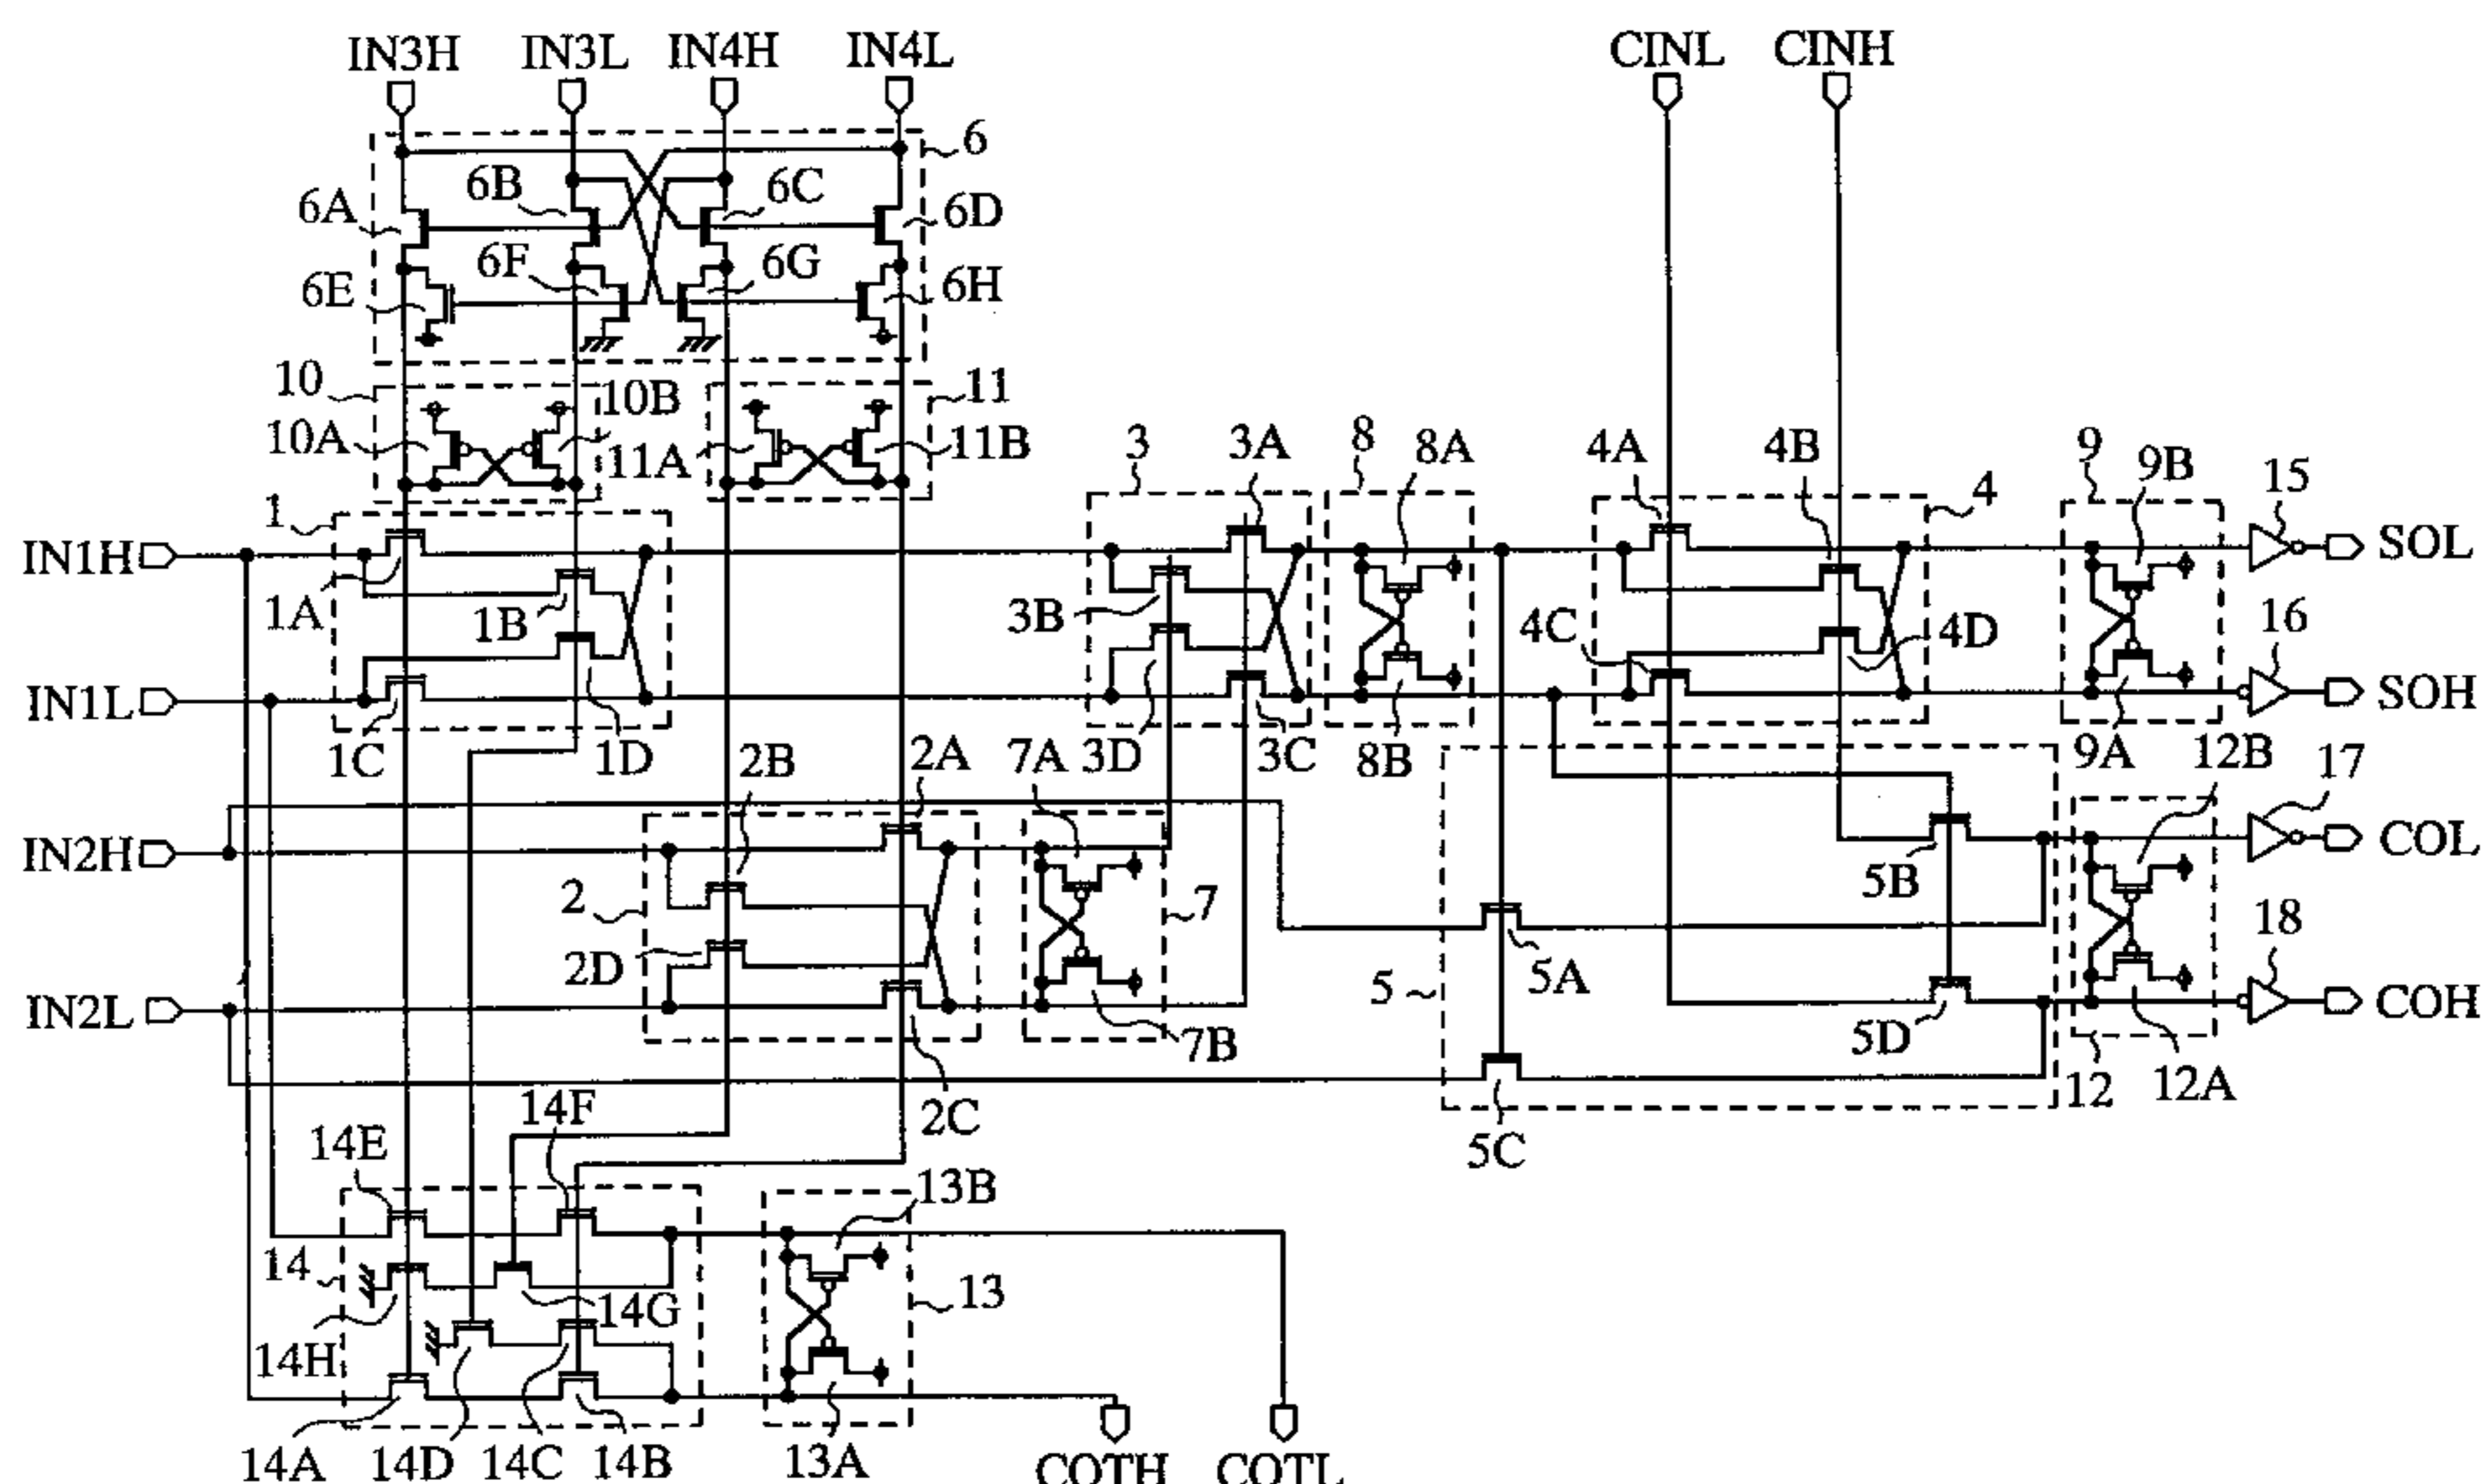 IN3H IN3L IN4H IN4L CINL CINH
6
6B 6C
6A 6D
6F 6G
6E 6H
10 10B 11
10A 11A 11B
3 3A 8 8A 4A 4B 4 9 9B 15
1
IN1H SOL
1A 1B 3B 4C 4D 16
IN1L SOH
1C 1D 2B 2A 7A 3D 3C 8B 9A 12B 17
IN2H COL
2 7 5B
2D 18
IN2L 5 5A COH
7B 5D
14F 2C 5C 12 12A
14E
13B
14 13
14G
14H
14A 14D 14C 14B 13A COTH COTL